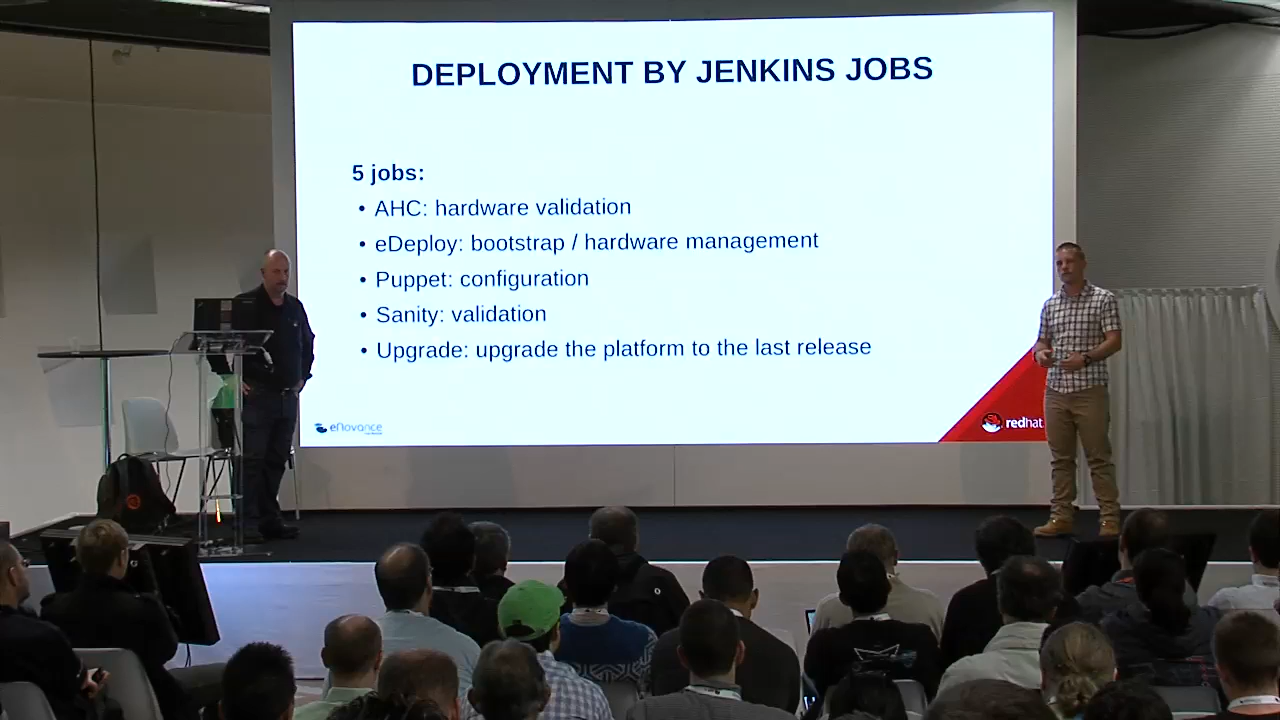 DEPLOYMENT BY JENKINS JOBS
5 jobs:
• AHC: hardware validation
• eDeploy: bootstrap / hardware management
• Puppet: configuration
• Sanity: validation
• Upgrade: upgrade the platform to the last release
eNovance
redhat